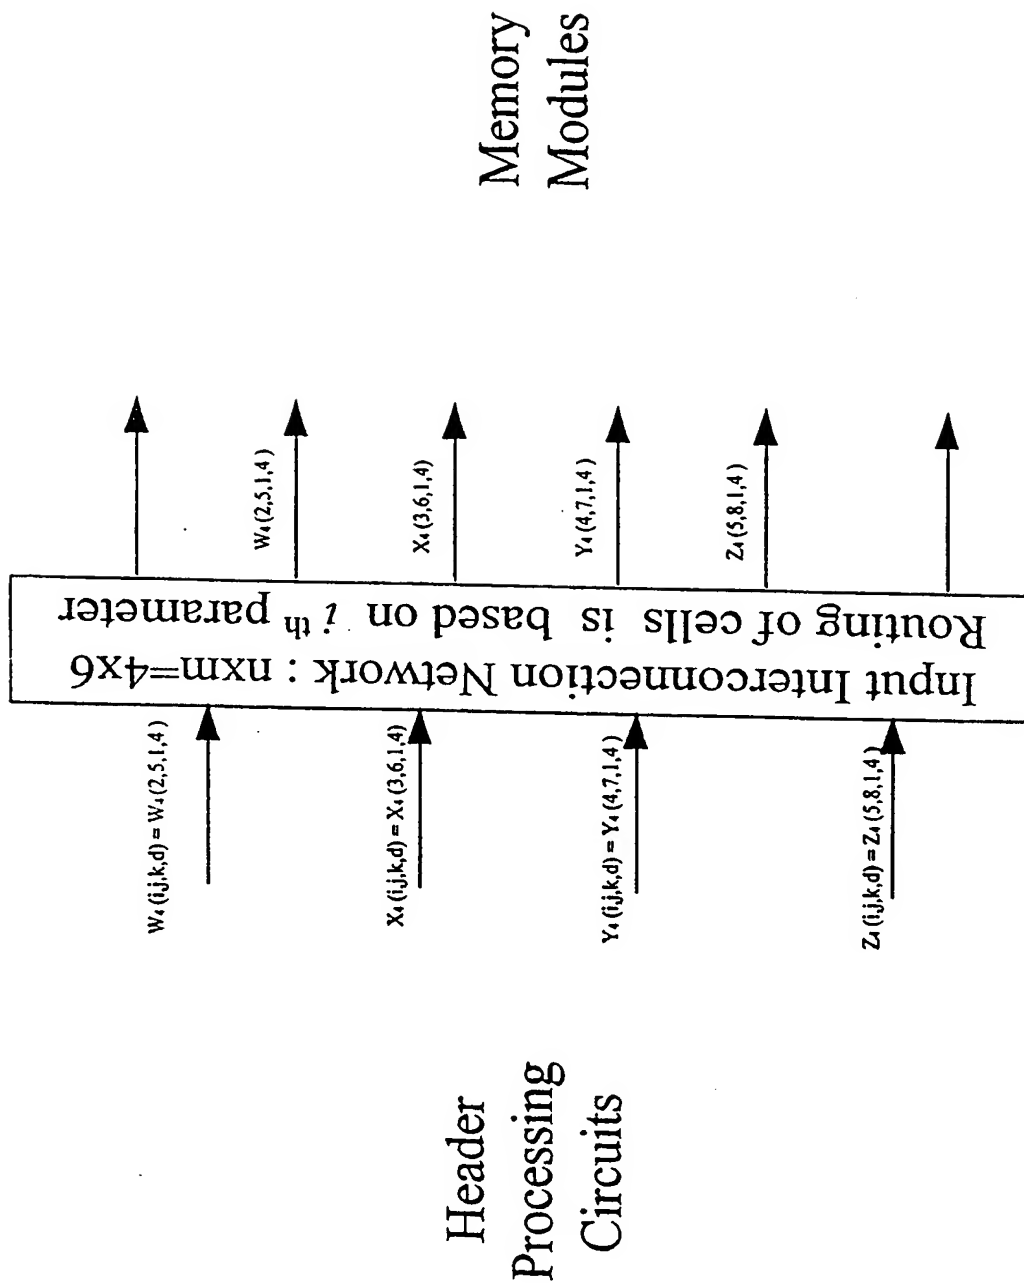 Header
Processing
Circuits
W₄ (i,j,k,d) = W₄ (2,5,1,4)
X₄ (i,j,k,d) = X₄ (3,6,1,4)
Y₄ (i,j,k,d) = Y₄ (4,7,1,4)
Z₄ (i,j,k,d) = Z₄ (5,8,1,4)
Input Interconnection Network : nxm=4x6
Routing of cells is based on i th parameter
W₄ (2,5,1,4)
X₄ (3,6,1,4)
Y₄ (4,7,1,4)
Z₄ (5,8,1,4)
Memory
Modules